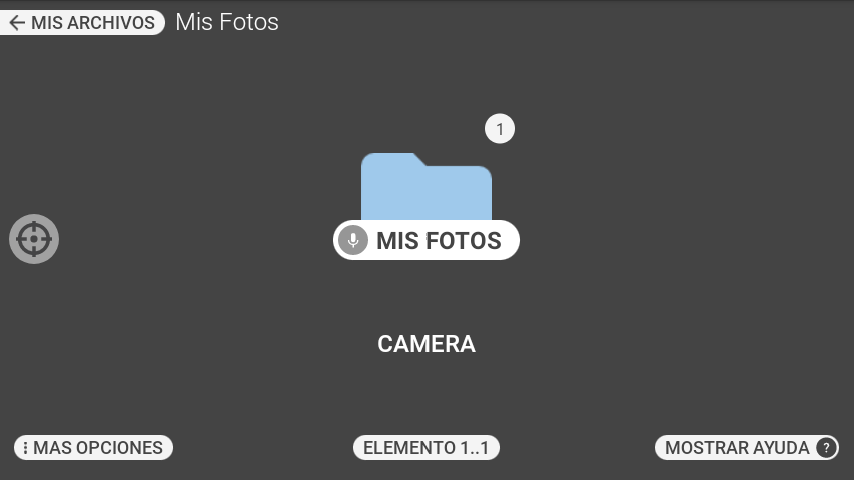 MIS ARCHIVOS Mis Fotos
1
MIS FOTOS
CAMERA
MAS OPCIONES
ELEMENTO 1..1
MOSTRAR AYUDA ?